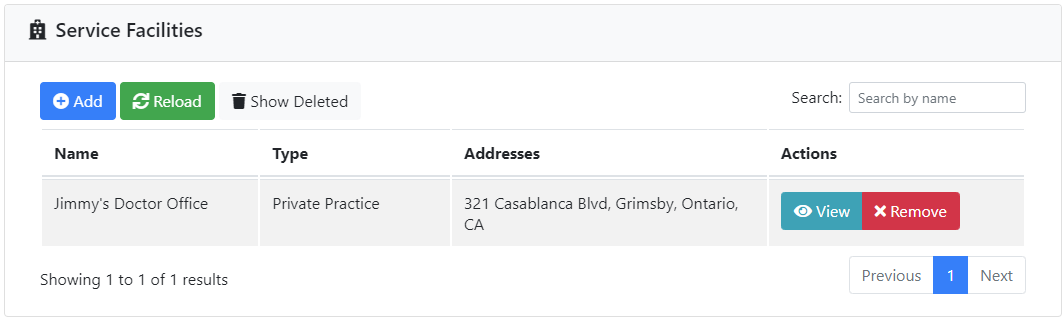 Service Facilities
Add Reload Show Deleted Search: Search by name
Name Type Addresses Actions
Jimmy's Doctor Office Private Practice 321 Casablanca Blvd, Grimsby, Ontario, View Remove
CA
Showing 1 to 1 of 1 results Previous 1 Next